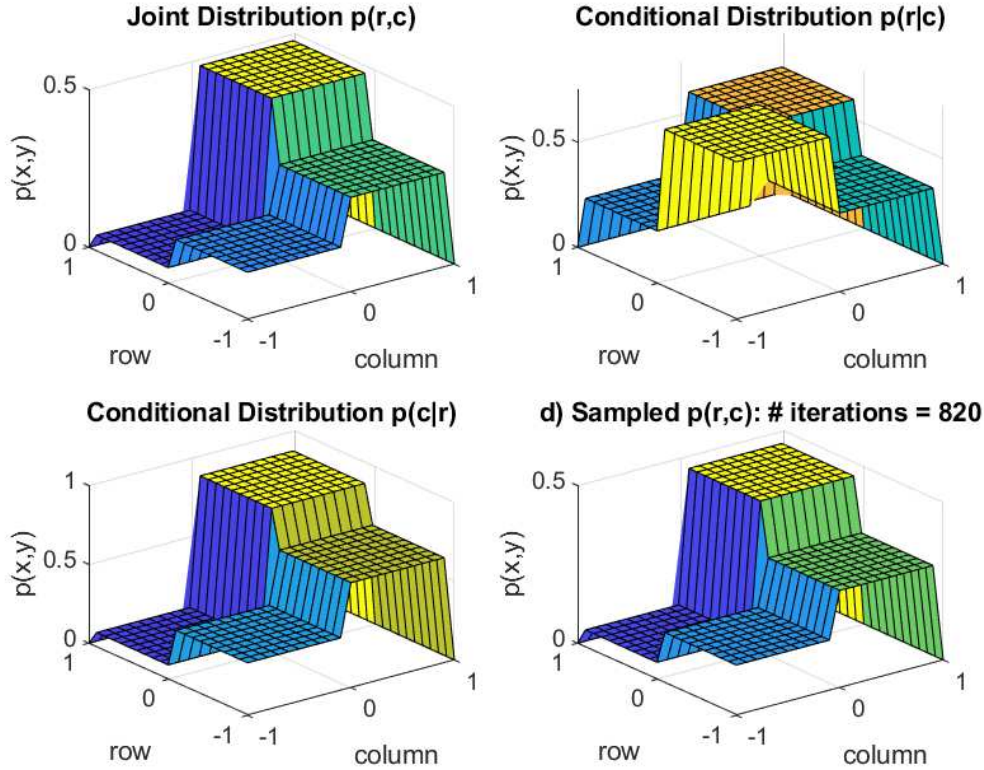 Joint Distribution p(r,c)
0.5
0
p(x,y)
1
0
-1
row
-1
0
1
column
Conditional Distribution p(r|c)
0.5
0
p(x,y)
1
0
-1
row
-1
0
1
column
Conditional Distribution p(c|r)
1
0.5
0
p(x,y)
1
0
-1
row
-1
0
1
column
d) Sampled p(r,c): # iterations = 820
0.5
0
p(x,y)
1
0
-1
row
-1
0
1
column